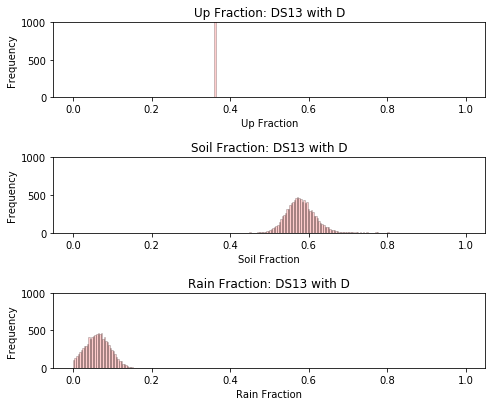 Up Fraction: DS13 with D
1000
500
0
Frequency
0.0 0.2 0.4 0.6 0.8 1.0
Up Fraction
Soil Fraction: DS13 with D
1000
500
0
Frequency
0.0 0.2 0.4 0.6 0.8 1.0
Soil Fraction
Rain Fraction: DS13 with D
1000
500
0
Frequency
0.0 0.2 0.4 0.6 0.8 1.0
Rain Fraction